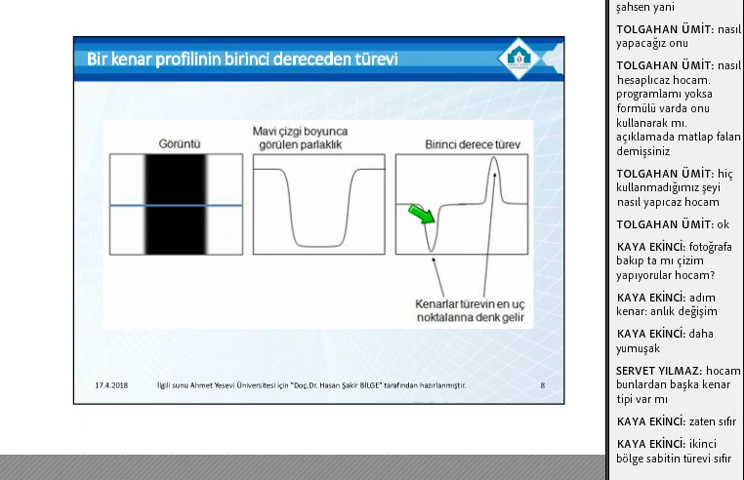 Bir kenar profilinin birinci dereceden türevi
Görüntü
Mavi çizgi boyunca
görülen parlaklık
Birinci derece türev
Kenarlar türevin en uç
noktalarına denk gelir
17.4.2018
İlgili sunu Ahmet Yesevi Üniversitesi için "Doç.Dr. Hasan Şakir BİLGE" tarafından hazırlanmıştır.
8
şahsen yani
TOLGAHAN ÜMİT: nasıl
yapacağız onu
TOLGAHAN ÜMİT: nasıl
hesaplıcaz hocam.
programlamı yoksa
formülü varda onu
kullanarak mı.
açıklamada matlap falan
demişsiniz
TOLGAHAN ÜMİT: hiç
kullanmadığımız şeyi
nasıl yapıcaz hocam
TOLGAHAN ÜMİT: ok
KAYA EKİNCİ: fotoğrafa
bakıp ta mı çizim
yapıyorular hocam?
KAYA EKİNCİ: adım
kenar: anlık değişim
KAYA EKİNCİ: daha
yumuşak
SERVET YILMAZ: hocam
bunlardan başka kenar
tipi var mı
KAYA EKİNCİ: zaten sıfır
KAYA EKİNCİ: ikinci
bölge sabitin türevi sıfır